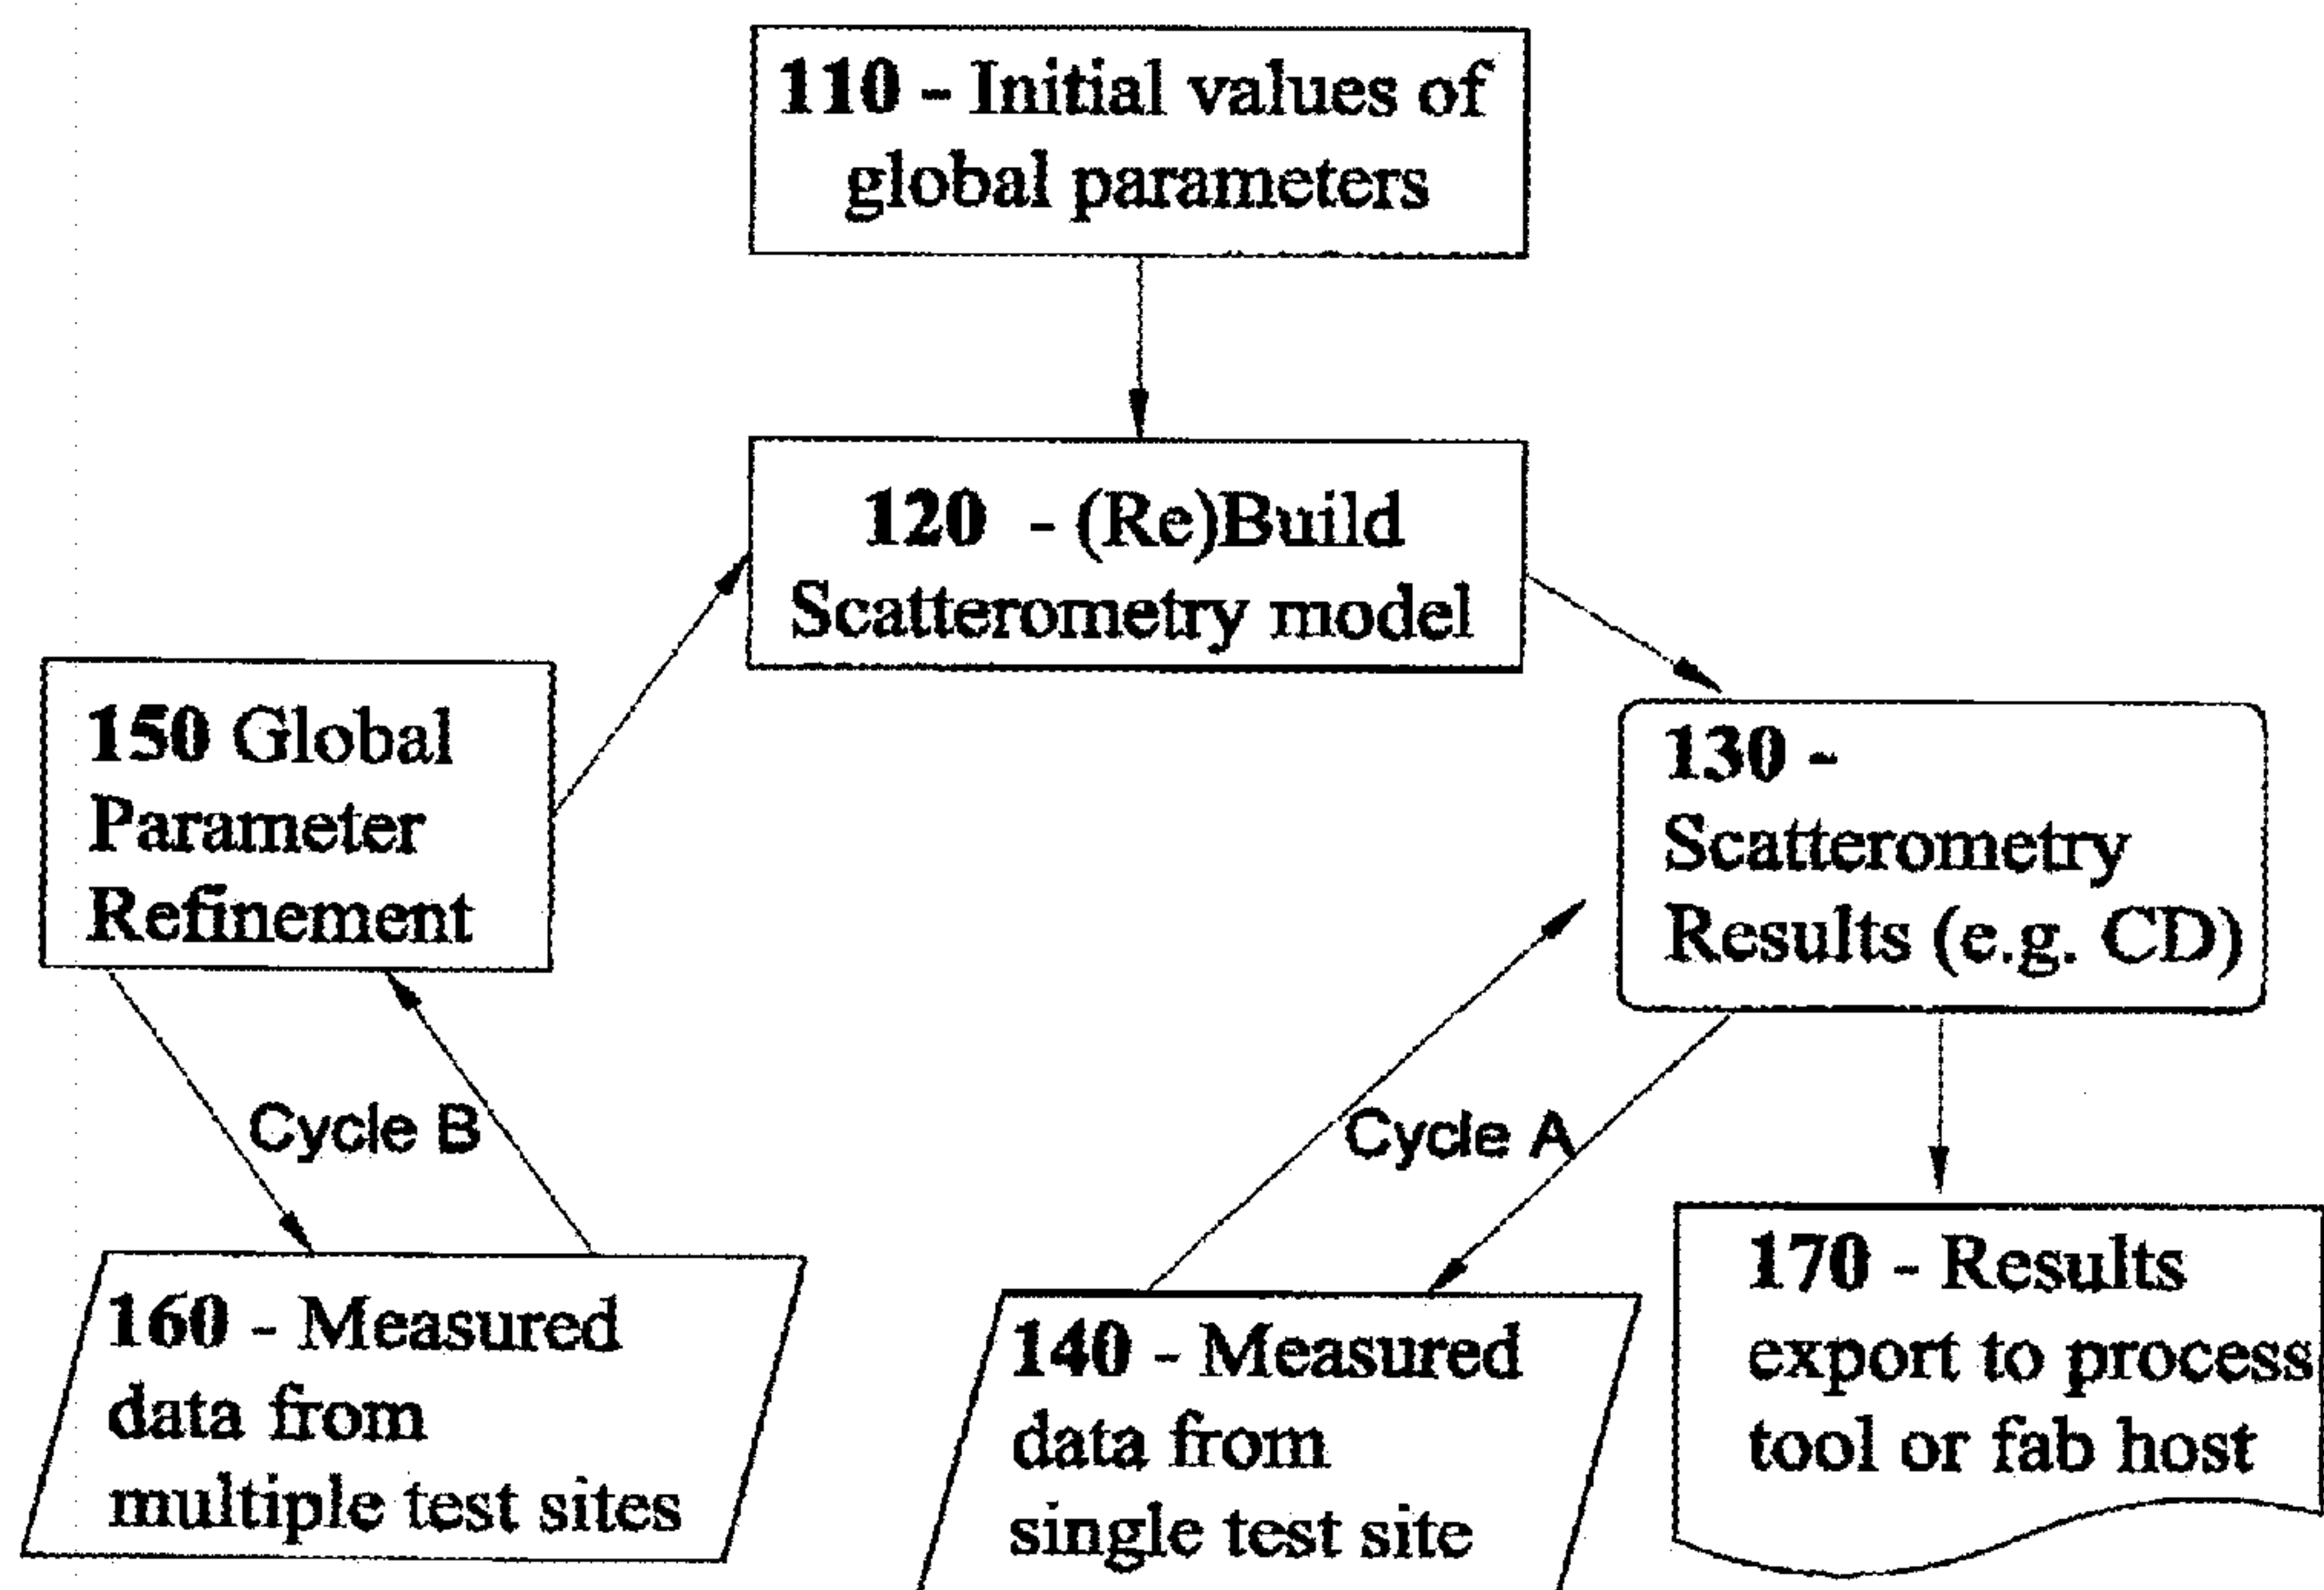 110 - Initial values of
global parameters
120 - (Re)Build
Scatterometry model
150 Global
Parameter
Refinement
130 -
Scatterometry
Results (e.g. CD)
Cycle B
Cycle A
160 - Measured
data from
multiple test sites
140 - Measured
data from
single test site
170 - Results
export to process
tool or fab host